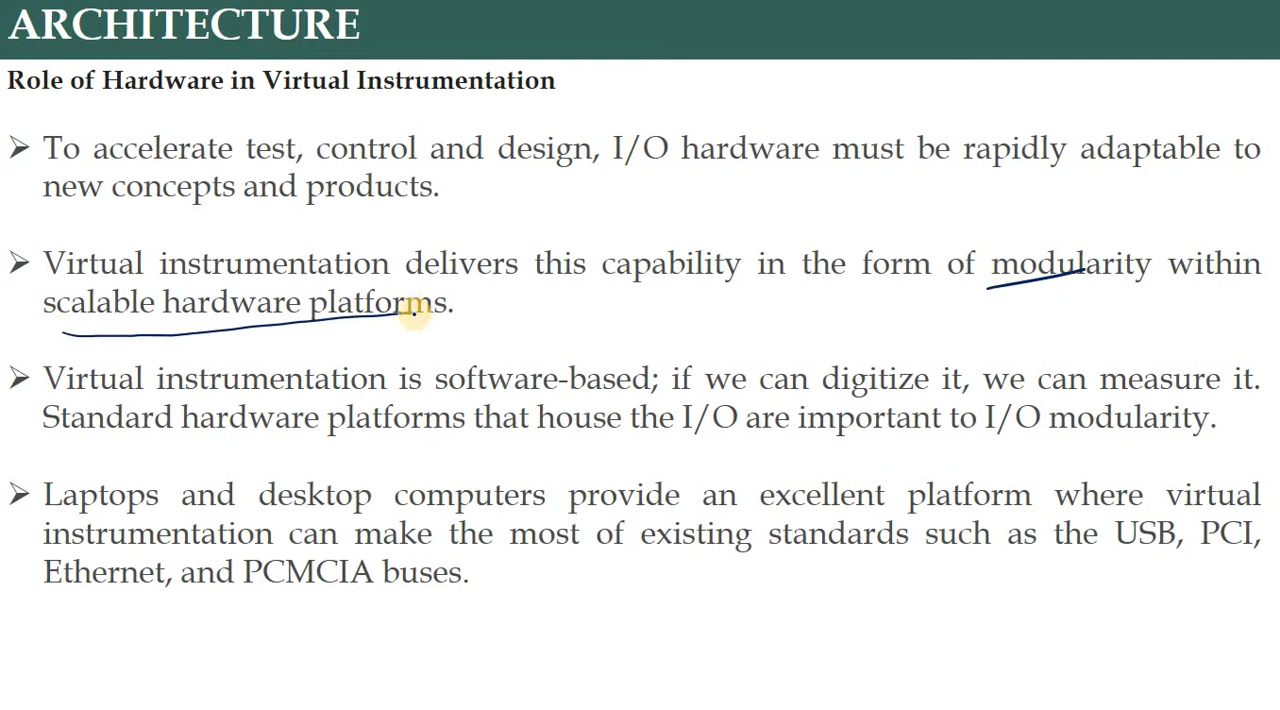 ARCHITECTURE
Role of Hardware in Virtual Instrumentation
➤ To accelerate test, control and design, I/O hardware must be rapidly adaptable to
new concepts and products.
➤ Virtual instrumentation delivers this capability in the form of modularity within
scalable hardware platforms.
➤ Virtual instrumentation is software-based; if we can digitize it, we can measure it.
Standard hardware platforms that house the I/O are important to I/O modularity.
➤ Laptops and desktop computers provide an excellent platform where virtual
instrumentation can make the most of existing standards such as the USB, PCI,
Ethernet, and PCMCIA buses.